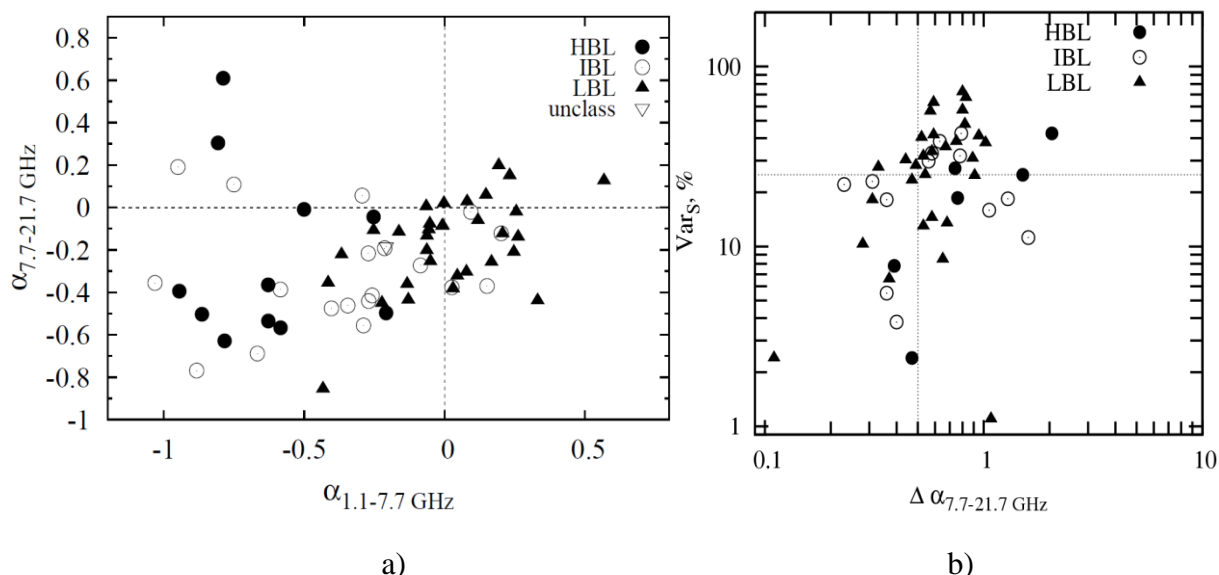 0.8
0.6
0.4
0.2
0
-0.2
-0.4
-0.6
-0.8
-1
-1
-0.5
0
0.5
α7.7-21.7 GHz
α1.1-7.7 GHz
HBL
IBL
LBL
unclass
a)
100
10
1
0.1
1
10
VarS, %
Δ α7.7-21.7 GHz
HBL
IBL
LBL
b)